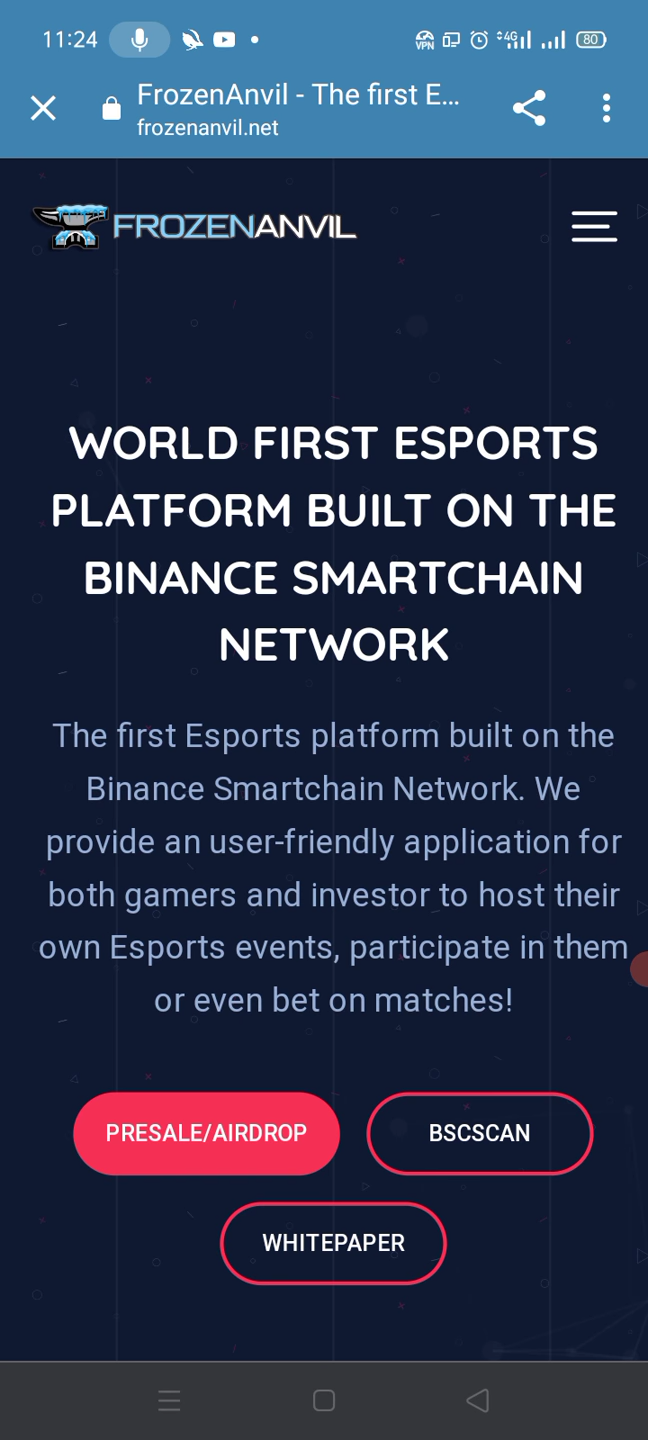 11:24
VPN
4G
80
FrozenAnvil - The first E...
frozenanvil.net
FROZENANVIL
WORLD FIRST ESPORTS
PLATFORM BUILT ON THE
BINANCE SMARTCHAIN
NETWORK
The first Esports platform built on the
Binance Smartchain Network. We
provide an user-friendly application for
both gamers and investor to host their
own Esports events, participate in them
or even bet on matches!
PRESALE/AIRDROP
BSCSCAN
WHITEPAPER